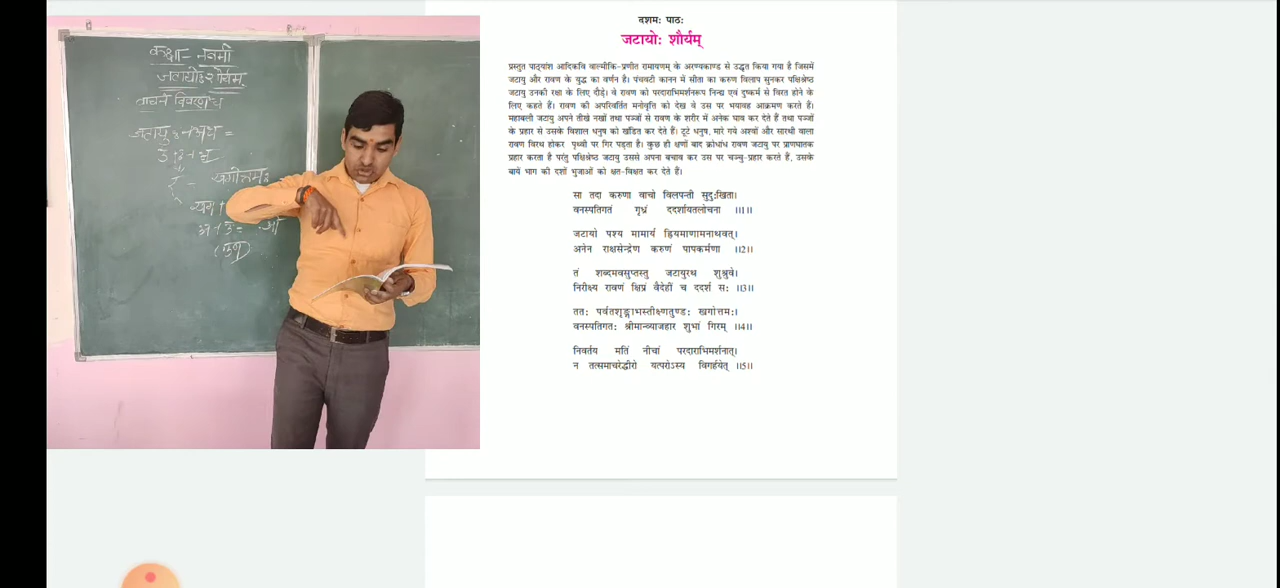 कक्षा - नवमी
जटायोः शौर्यम्
वाचनं विवरणं च
जटायुः + अथ =
खगोत्तमः
दशमः पाठः
जटायोः शौर्यम्
प्रस्तुत पाठ्यांश आदिकवि वाल्मीकि-प्रणीत रामायणम् के अरण्यकाण्ड से उद्धृत किया गया है जिसमें
जटायु और रावण के युद्ध का वर्णन है। पंचवटी कानन में सीता का करुण विलाप सुनकर पक्षिश्रेष्ठ
जटायु उनकी रक्षा के लिए दौड़े। वे रावण को परदाराभिमर्शनरूप निन्द्य एवं दुष्कर्म से विरत होने के
लिए कहते हैं। रावण की अपरिवर्तित मनोवृत्ति को देख वे उस पर भयावह आक्रमण करते हैं।
महाबली जटायु अपने तीखे नखों तथा पञ्जों से रावण के शरीर में अनेक घाव कर देते हैं तथा पञ्जों
के प्रहार से उसके विशाल धनुष को खंडित कर देते हैं। टूटे धनुष, मारे गये अश्वों और सारथी वाला
रावण विरथ होकर पृथ्वी पर गिर पड़ता है। कुछ ही क्षणों बाद क्रोधांध रावण जटायु पर प्राणघातक
प्रहार करता है परंतु पक्षिश्रेष्ठ जटायु उससे अपना बचाव कर उस पर चञ्चु-प्रहार करते हैं, उसके
बायें भाग की दशों भुजाओं को क्षत-विक्षत कर देते हैं।
सा तदा करुणा वाचो विलपन्ती सुदुःखिता।
वनस्पतिगतं गृध्रं ददर्शायतलोचना ।।1।।
जटायो पश्य मामार्य ह्रियमाणामनाथवत्।
अनेन राक्षसेन्द्रेण करुणं पापकर्मणा ।।2।।
तं शब्दमवसुप्तस्तु जटायुरथ शुश्रुवे।
निरीक्ष्य रावणं क्षिप्रं वैदेहीं च ददर्श सः ।।3।।
ततः पर्वतशृङ्गाभस्तीक्ष्णतुण्डः खगोत्तमः।
वनस्पतिगतः श्रीमान्व्याजहार शुभां गिरम् ।।4।।
निवर्तय मतिं नीचां परदाराभिमर्शनात्।
न तत्समाचरेद्धीरो यत्परोऽस्य विगर्हयेत् ।।5।।